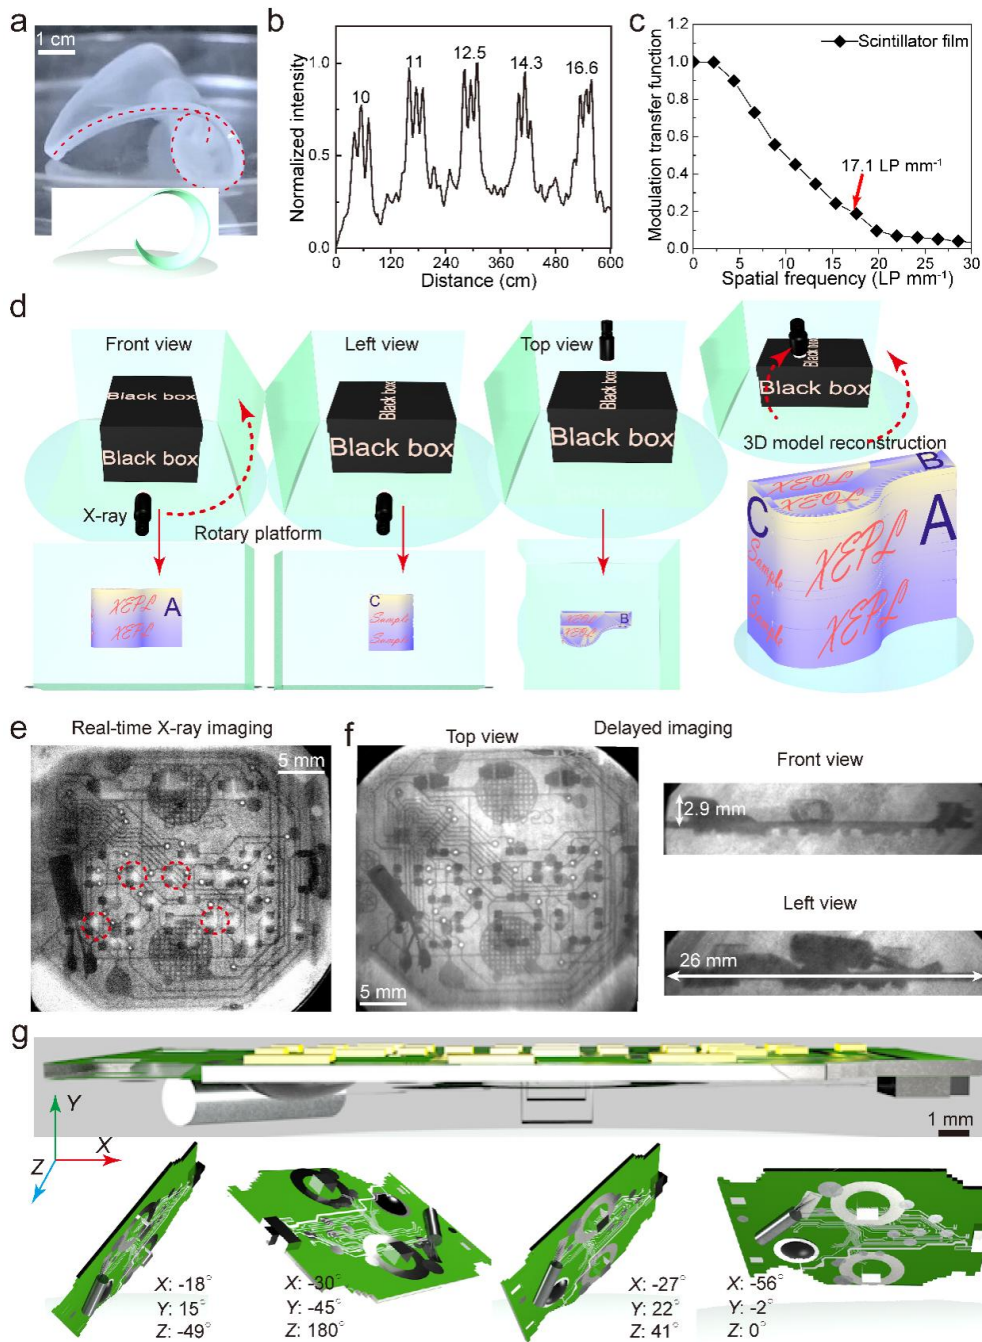 a
1 cm
b
Normalized intensity
1.0
0.5
0.0
10
11
12.5
14.3
16.6
0
120
240
360
480
600
Distance (cm)
c
Modulation transfer function
1.2
1.0
0.8
0.6
0.4
0.2
0.0
Scintillator film
17.1 LP mm⁻¹
0
5
10
15
20
25
30
Spatial frequency (LP mm⁻¹)
d
Front view
Left view
Top view
Black box
Black box
Black box
Black box
Black box
Black box
Black box
Black box
X-ray
Rotary platform
3D model reconstruction
XEPL
XEPL
A
C
Sample
Sample
B
C
Sample
Sample
XEPL
XEPL
A
B
e
Real-time X-ray imaging
5 mm
f
Top view
Delayed imaging
5 mm
Front view
2.9 mm
Left view
26 mm
g
1 mm
Y
X
Z
X: -18°
Y: 15°
Z: -49°
X: -30°
Y: -45°
Z: 180°
X: -27°
Y: 22°
Z: 41°
X: -56°
Y: -2°
Z: 0°